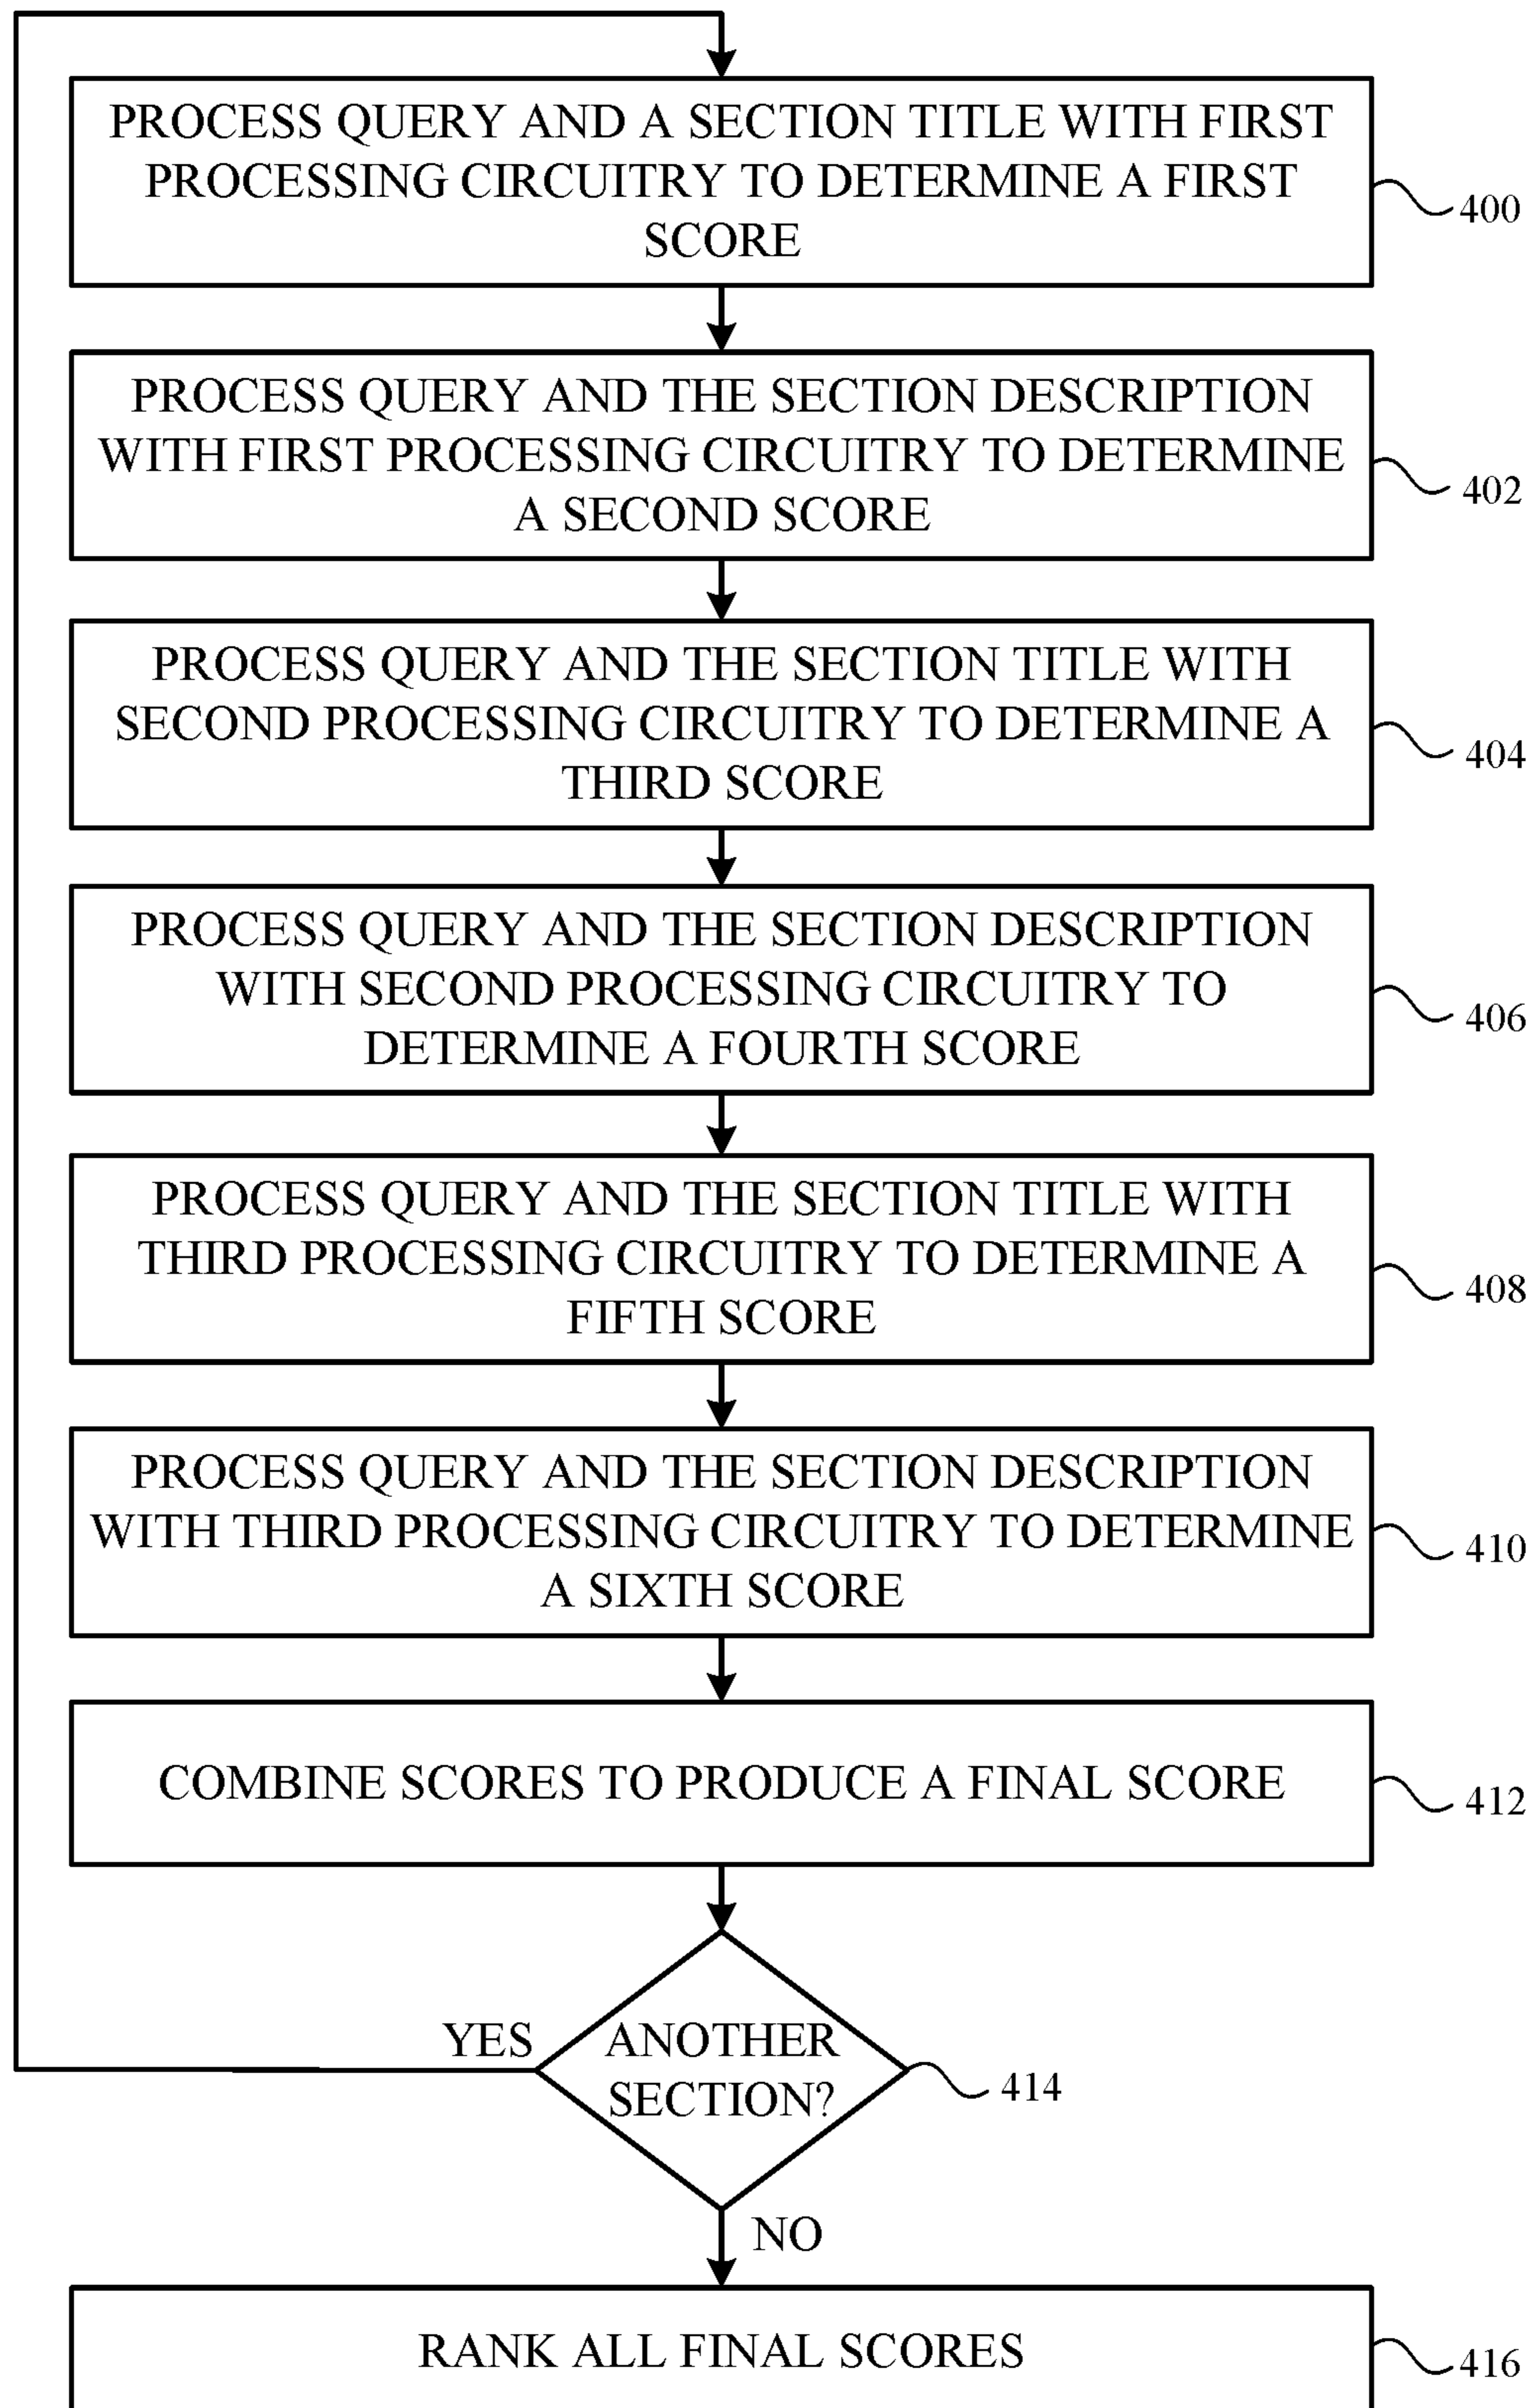 PROCESS QUERY AND A SECTION TITLE WITH FIRST
PROCESSING CIRCUITRY TO DETERMINE A FIRST
SCORE
400
PROCESS QUERY AND THE SECTION DESCRIPTION
WITH FIRST PROCESSING CIRCUITRY TO DETERMINE
A SECOND SCORE
402
PROCESS QUERY AND THE SECTION TITLE WITH
SECOND PROCESSING CIRCUITRY TO DETERMINE A
THIRD SCORE
404
PROCESS QUERY AND THE SECTION DESCRIPTION
WITH SECOND PROCESSING CIRCUITRY TO
DETERMINE A FOURTH SCORE
406
PROCESS QUERY AND THE SECTION TITLE WITH
THIRD PROCESSING CIRCUITRY TO DETERMINE A
FIFTH SCORE
408
PROCESS QUERY AND THE SECTION DESCRIPTION
WITH THIRD PROCESSING CIRCUITRY TO DETERMINE
A SIXTH SCORE
410
COMBINE SCORES TO PRODUCE A FINAL SCORE
412
YES
ANOTHER
SECTION?
414
NO
RANK ALL FINAL SCORES
416